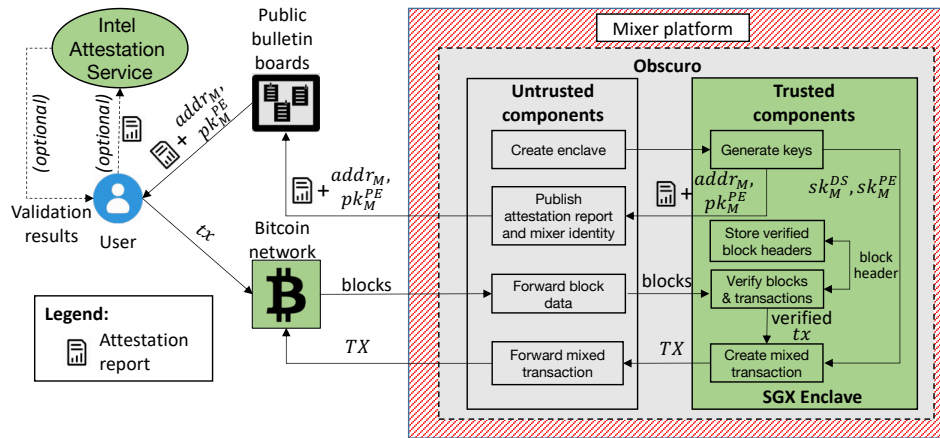 Intel
Attestation
Service
Public
bulletin
boards
Mixer platform
Obscuro
Untrusted
components
Trusted
components
(optional)
(optional)
+ addr_M,
pk_M^PE
Create enclave
Generate keys
+ addr_M,
pk_M^PE
Publish
attestation report
and mixer identity
+ addr_M,
pk_M^PE
sk_M^DS, sk_M^PE
Validation
results
User
tx
Bitcoin
network
Store verified
block headers
block
header
blocks
Forward block
data
blocks
Verify blocks
& transactions
verified
tx
Legend:
Attestation
report
TX
Forward mixed
transaction
TX
Create mixed
transaction
SGX Enclave